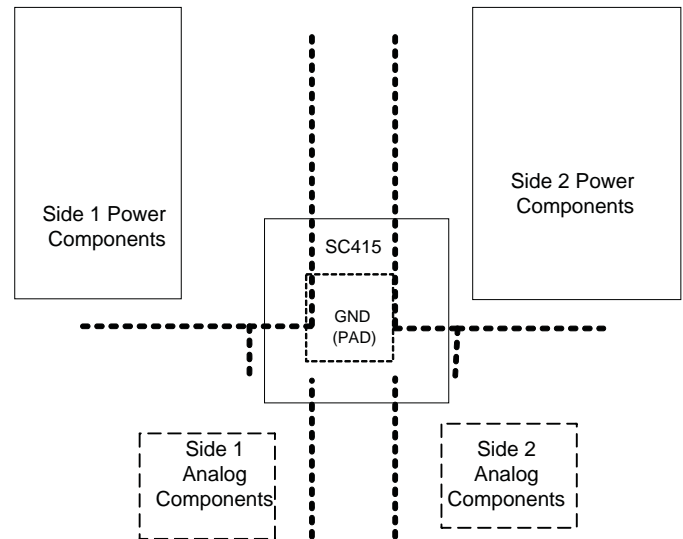 Side 1 Power
Components
Side 2 Power
Components
SC415
GND
(PAD)
Side 1
Analog
Components
Side 2
Analog
Components